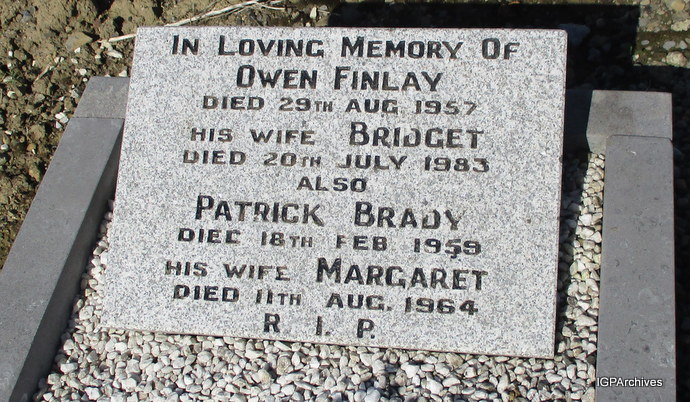 IN LOVING MEMORY OF
OWEN FINLAY
DIED 29TH AUG 1957
HIS WIFE BRIDGET
DIED 20TH JULY 1983
ALSO
PATRICK BRADY
DIED 18TH FEB 1959
HIS WIFE MARGARET
DIED 11TH AUG. 1964
R. I. P.
IGPArchives